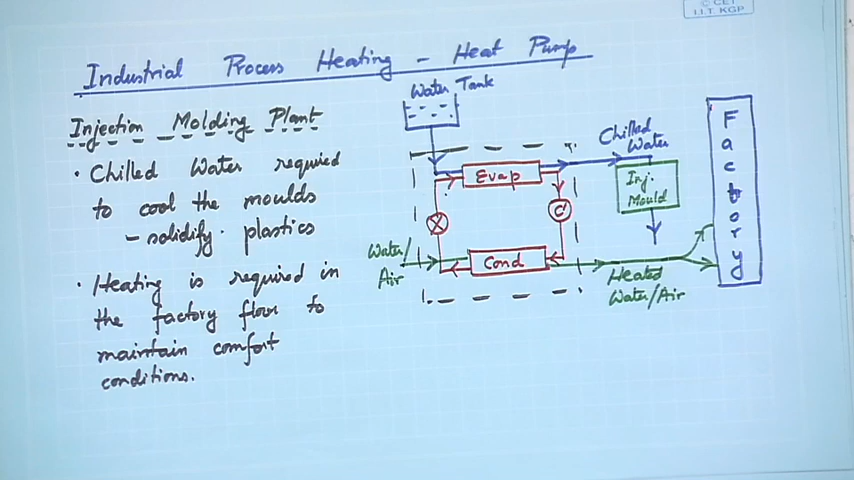 © CET
I.I.T KGP
Industrial Process Heating - Heat Pump
Injection Molding Plant
• Chilled Water required
to cool the moulds
- solidify plastics
• Heating is required in
the factory floor to
maintain comfort
conditions.
Water Tank
Evap
C
Cond
Water/
Air
Chilled
Water
Inj.
Mould
Heated
Water/Air
Factory